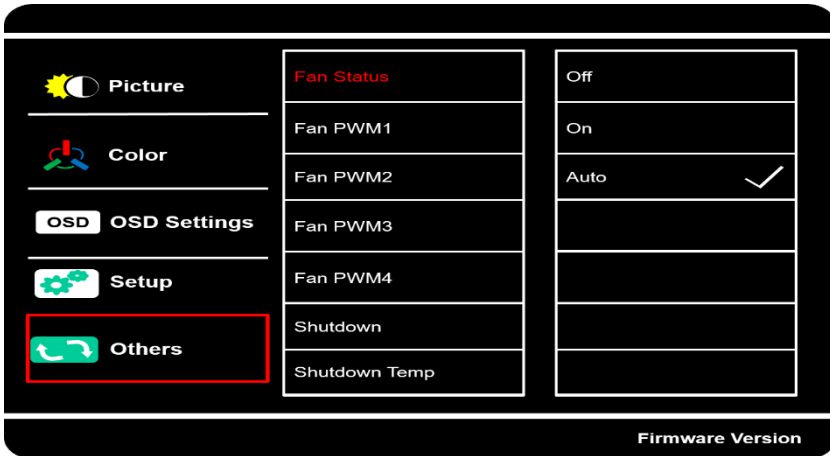 Picture
Color
OSD OSD Settings
Setup
Others
Fan Status
Fan PWM1
Fan PWM2
Fan PWM3
Fan PWM4
Shutdown
Shutdown Temp
Off
On
Auto
Firmware Version